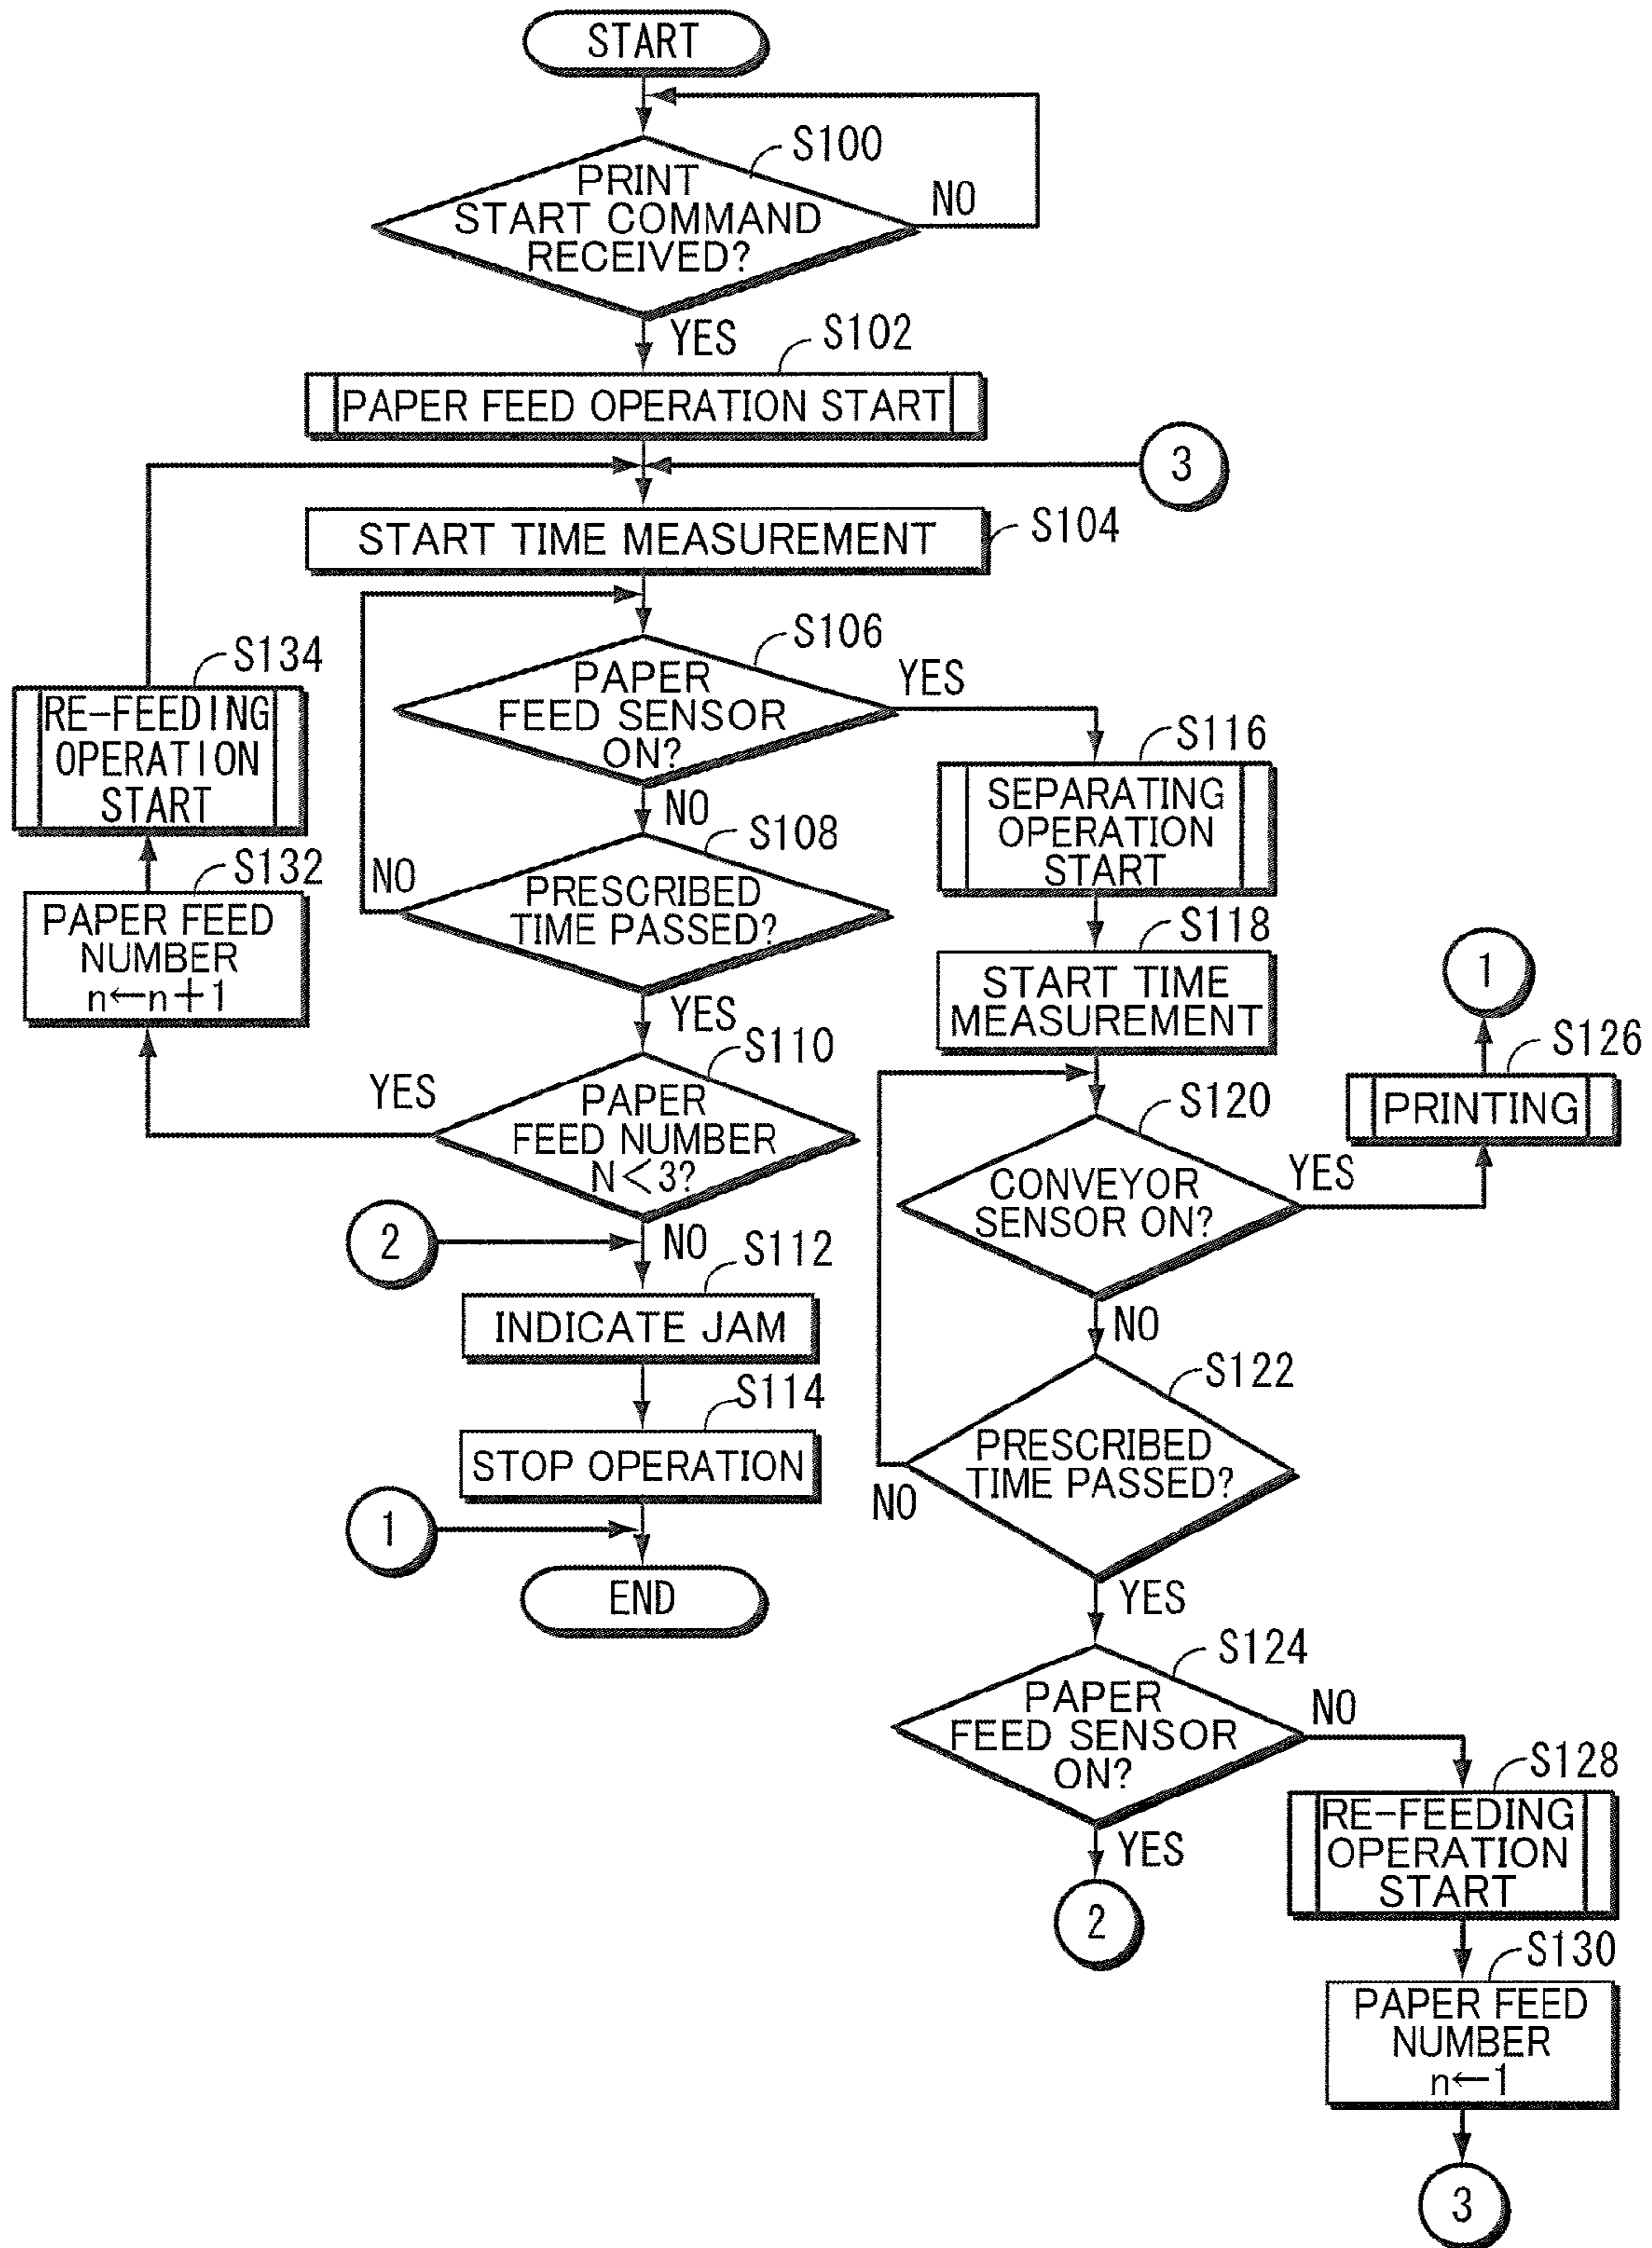 START
S100
PRINT
START COMMAND
RECEIVED?
NO
YES
S102
PAPER FEED OPERATION START
3
START TIME MEASUREMENT
S104
S106
PAPER
FEED SENSOR
ON?
YES
NO
S134
RE-FEEDING
OPERATION
START
S108
PRESCRIBED
TIME PASSED?
NO
YES
S132
PAPER FEED
NUMBER
n←n+1
S110
PAPER
FEED NUMBER
N<3?
YES
NO
2
S112
INDICATE JAM
S114
STOP OPERATION
1
END
S116
SEPARATING
OPERATION
START
S118
START TIME
MEASUREMENT
1
S126
PRINTING
S120
CONVEYOR
SENSOR ON?
YES
NO
S122
PRESCRIBED
TIME PASSED?
NO
YES
S124
PAPER
FEED SENSOR
ON?
NO
YES
2
S128
RE-FEEDING
OPERATION
START
S130
PAPER FEED
NUMBER
n←1
3